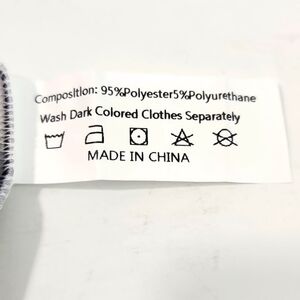 Composition: 95%Polyester5%Polyurethane
Wash Dark Colored Clothes Separately
MADE IN CHINA